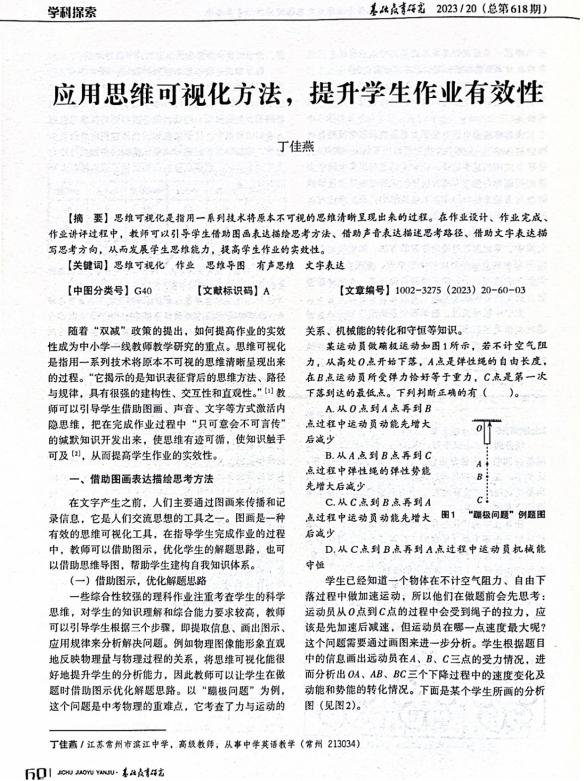 学科探索
基础教育研究 2023/20（总第618期）
应用思维可视化方法，提升学生作业有效性
丁佳燕
【摘 要】思维可视化是指用一系列技术将原本不可视的思维清晰呈现出来的过程。在作业设计、作业完成、
作业讲评过程中，教师可以引导学生借助图画表达描绘思考方法、借助声音表达描述思考路径、借助文字表达描
写思考方向，从而发展学生思维能力，提高学生作业的实效性。
【关键词】思维可视化 作业 思维导图 有声思维 文字表达
【中图分类号】G40 【文献标识码】A 【文章编号】1002-3275（2023）20-60-03
随着“双减”政策的提出，如何提高作业的实效
性成为中小学一线教师教学研究的重点。思维可视化
是指用一系列技术将原本不可视的思维清晰呈现出来
的过程。“它揭示的是知识表征背后的思维方法、路径
与规律，具有很强的建构性、交互性和直观性。”[1]教
师可以引导学生借助图画、声音、文字等方式激活内
隐思维，把在完成作业过程中“只可意会不可言传”
的缄默知识开发出来，使思维有迹可循，使知识触手
可及[2]，从而提高学生作业的实效性。
一、借助图画表达描绘思考方法
在文字产生之前，人们主要通过图画来传播和记
录信息，它是人们交流思想的工具之一。图画是一种
有效的思维可视化工具，在指导学生完成作业的过程
中，教师可以借助图示，优化学生的解题思路，也可
以借助思维导图，帮助学生建构自我知识体系。
（一）借助图示，优化解题思路
一些综合性较强的理科作业注重考查学生的科学
思维，对学生的知识理解和综合能力要求较高，教师
可以引导学生根据三个步骤，即提取信息、画出图示、
应用规律来分析解决问题。例如物理图像能形象直观
地反映物理量与物理过程的关系，将思维可视化能很
好地提升学生的分析能力，因此教师可以让学生在做
题时借助图示优化解题思路。以“蹦极问题”为例，
这个问题是中考物理的重难点，它考查了力与运动的
关系、机械能的转化和守恒等知识。
某运动员做蹦极运动如图1所示，若不计空气阻
力，从高处O点开始下落，A点是弹性绳的自由长度，
在B点运动员所受弹力恰好等于重力，C点是第一次
下落到达的最低点。下列判断正确的有（ ）。
A.从O点到A点再到B
点过程中运动员动能先增大
后减少
B.从A点到B点再到C
点过程中弹性绳的弹性势能
先增大后减少
C.从C点到B点再到A
点过程中运动员动能先增大
后减少
O
A
B
C
图1 “蹦极问题”例题图
D.从C点到B点再到A点过程中运动员机械能
守恒
学生已经知道一个物体在不计空气阻力、自由下
落过程中做加速运动，所以他们在做题前会先思考：
运动员从O点到C点的过程中会受到绳子的拉力，应
该是先加速后减速，但运动员在哪一点速度最大呢？
这个问题需要通过画图来进一步分析。学生根据题目
中的信息画出运动员在A、B、C三点的受力情况，进
而分析出OA、AB、BC三个下降过程中的速度变化及
动能和势能的转化情况。下面是某个学生所画的分析
图（见图2）。
丁佳燕 / 江苏常州市滨江中学，高级教师，从事中学英语教学（常州 213034）
60 JICHU JIAOYU YANJIU· 基础教育研究